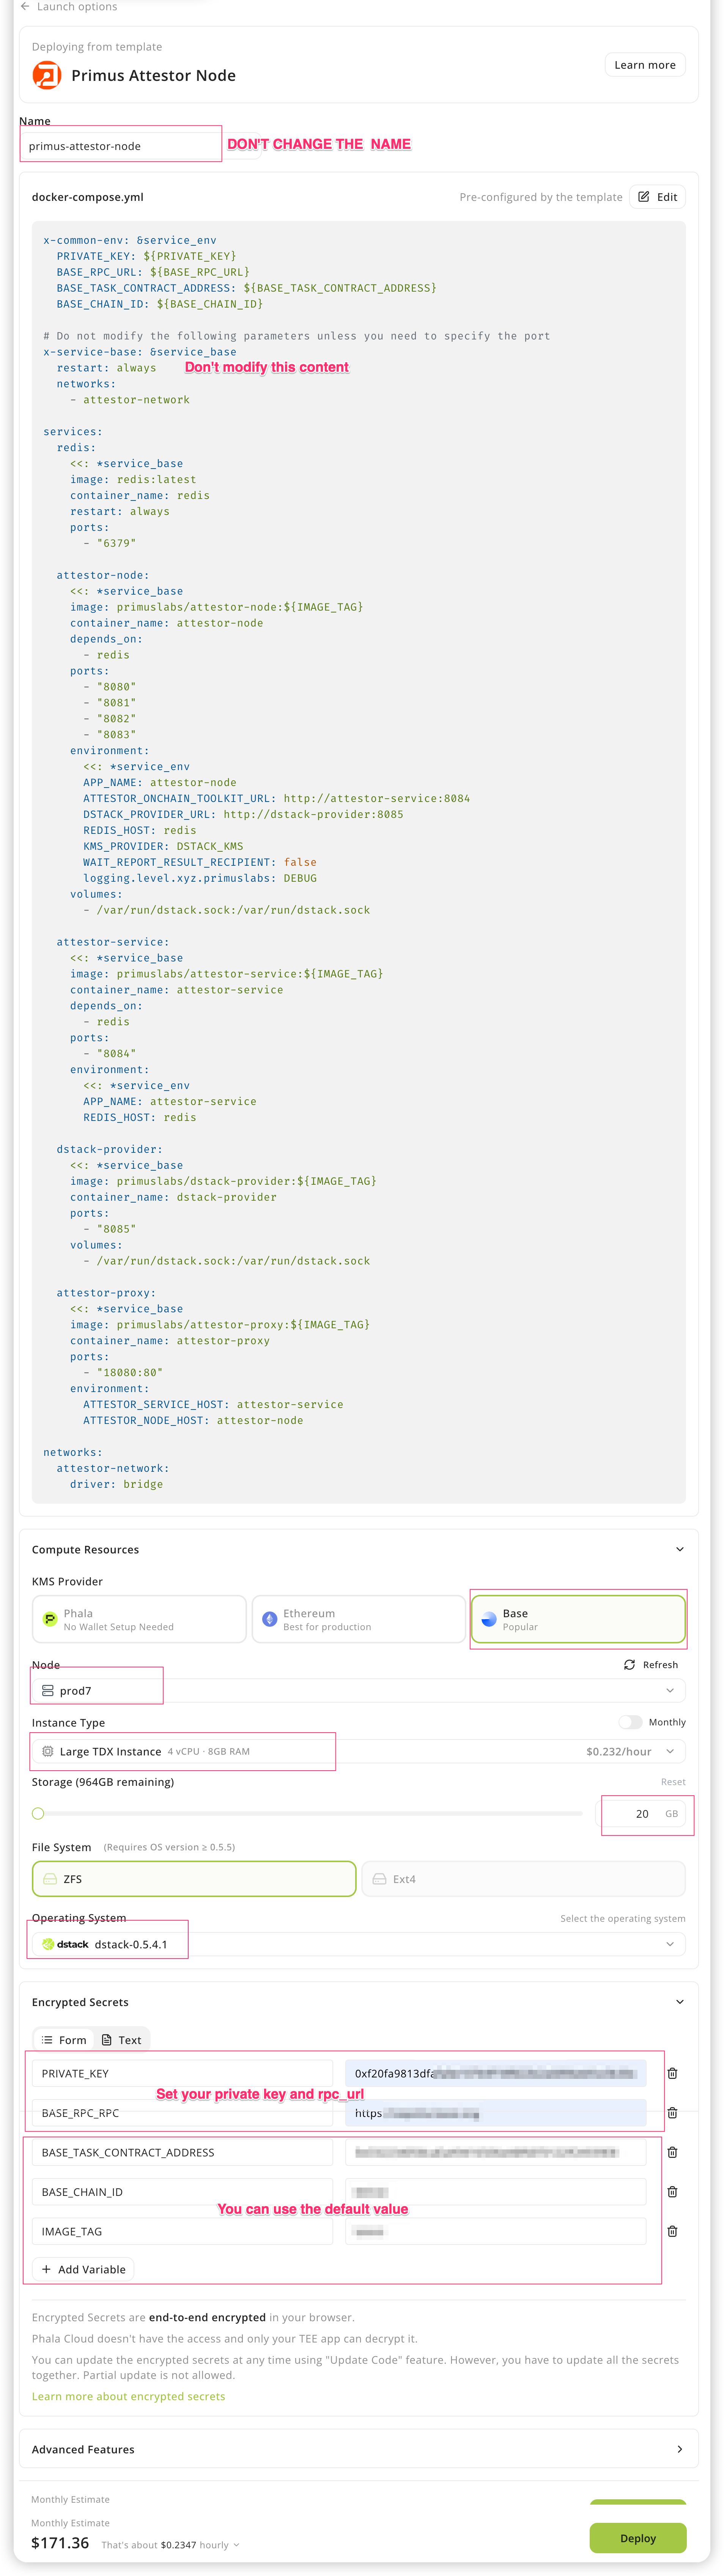 Launch options
Deploying from template
Primus Attestor Node
Learn more
Name
primus-attestor-node
DON'T CHANGE THE NAME
docker-compose.yml
Pre-configured by the template
Edit
x-common-env: &service_env
  PRIVATE_KEY: ${PRIVATE_KEY}
  BASE_RPC_URL: ${BASE_RPC_URL}
  BASE_TASK_CONTRACT_ADDRESS: ${BASE_TASK_CONTRACT_ADDRESS}
  BASE_CHAIN_ID: ${BASE_CHAIN_ID}
# Do not modify the following parameters unless you need to specify the port
x-service-base: &service_base
  restart: always
Don't modify this content
  networks:
    - attestor-network
services:
  redis:
    <<: *service_base
    image: redis:latest
    container_name: redis
    restart: always
    ports:
      - "6379"
  attestor-node:
    <<: *service_base
    image: primuslabs/attestor-node:${IMAGE_TAG}
    container_name: attestor-node
    depends_on:
      - redis
    ports:
      - "8080"
      - "8081"
      - "8082"
      - "8083"
    environment:
      <<: *service_env
      APP_NAME: attestor-node
      ATTESTOR_ONCHAIN_TOOLKIT_URL: http://attestor-service:8084
      DSTACK_PROVIDER_URL: http://dstack-provider:8085
      REDIS_HOST: redis
      KMS_PROVIDER: DSTACK_KMS
      WAIT_REPORT_RESULT_RECIPIENT: false
      logging.level.xyz.primuslabs: DEBUG
    volumes:
      - /var/run/dstack.sock:/var/run/dstack.sock
  attestor-service:
    <<: *service_base
    image: primuslabs/attestor-service:${IMAGE_TAG}
    container_name: attestor-service
    depends_on:
      - redis
    ports:
      - "8084"
    environment:
      <<: *service_env
      APP_NAME: attestor-service
      REDIS_HOST: redis
  dstack-provider:
    <<: *service_base
    image: primuslabs/dstack-provider:${IMAGE_TAG}
    container_name: dstack-provider
    ports:
      - "8085"
    volumes:
      - /var/run/dstack.sock:/var/run/dstack.sock
  attestor-proxy:
    <<: *service_base
    image: primuslabs/attestor-proxy:${IMAGE_TAG}
    container_name: attestor-proxy
    ports:
      - "18080:80"
    environment:
      ATTESTOR_SERVICE_HOST: attestor-service
      ATTESTOR_NODE_HOST: attestor-node
networks:
  attestor-network:
    driver: bridge
Compute Resources
KMS Provider
Phala
No Wallet Setup Needed
Ethereum
Best for production
Base
Popular
Node
Refresh
prod7
Instance Type
Monthly
Large TDX Instance 4 vCPU · 8GB RAM
$0.232/hour
Storage (964GB remaining)
Reset
20 GB
File System (Requires OS version ≥ 0.5.5)
ZFS
Ext4
Operating System
Select the operating system
dstack dstack-0.5.4.1
Encrypted Secrets
Form
Text
PRIVATE_KEY
0xf20fa9813df
Set your private key and rpc_url
BASE_RPC_RPC
https
BASE_TASK_CONTRACT_ADDRESS
BASE_CHAIN_ID
You can use the default value
IMAGE_TAG
+ Add Variable
Encrypted Secrets are end-to-end encrypted in your browser.
Phala Cloud doesn't have the access and only your TEE app can decrypt it.
You can update the encrypted secrets at any time using "Update Code" feature. However, you have to update all the secrets
together. Partial update is not allowed.
Learn more about encrypted secrets
Advanced Features
Monthly Estimate
Monthly Estimate
$171.36 That's about $0.2347 hourly
Deploy